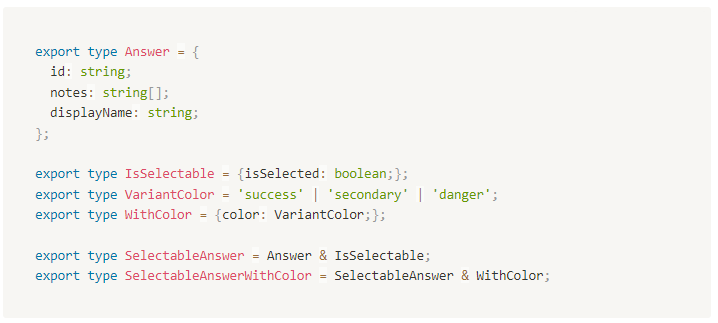 export type Answer = {
  id: string;
  notes: string[];
  displayName: string;
};

export type IsSelectable = {isSelected: boolean;};
export type VariantColor = 'success' | 'secondary' | 'danger';
export type WithColor = {color: VariantColor;};

export type SelectableAnswer = Answer & IsSelectable;
export type SelectableAnswerWithColor = SelectableAnswer & WithColor;